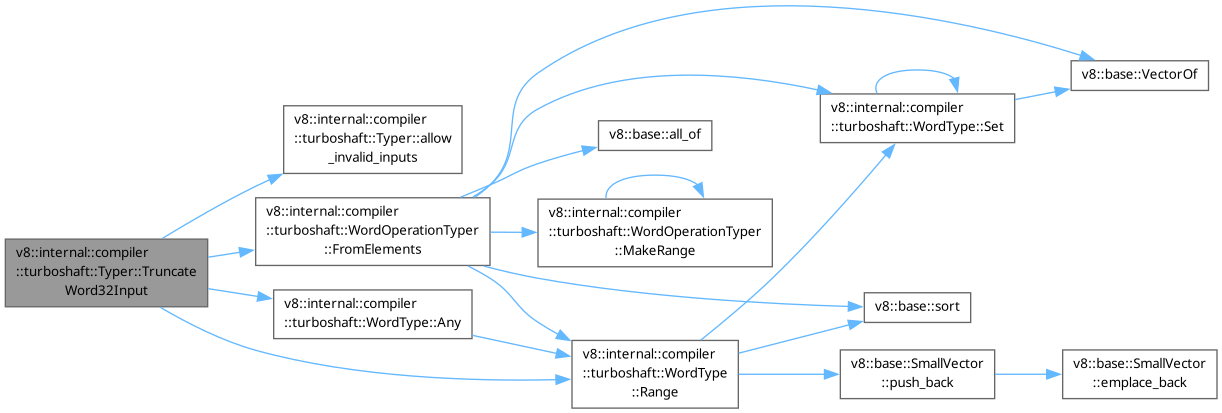 v8::internal::compiler
::turboshaft::Typer::Truncate
Word32Input
v8::internal::compiler
::turboshaft::Typer::allow
_invalid_inputs
v8::internal::compiler
::turboshaft::WordOperationTyper
::FromElements
v8::internal::compiler
::turboshaft::WordType::Any
v8::base::all_of
v8::internal::compiler
::turboshaft::WordOperationTyper
::MakeRange
v8::internal::compiler
::turboshaft::WordType
::Range
v8::internal::compiler
::turboshaft::WordType::Set
v8::base::sort
v8::base::SmallVector
::push_back
v8::base::VectorOf
v8::base::SmallVector
::emplace_back